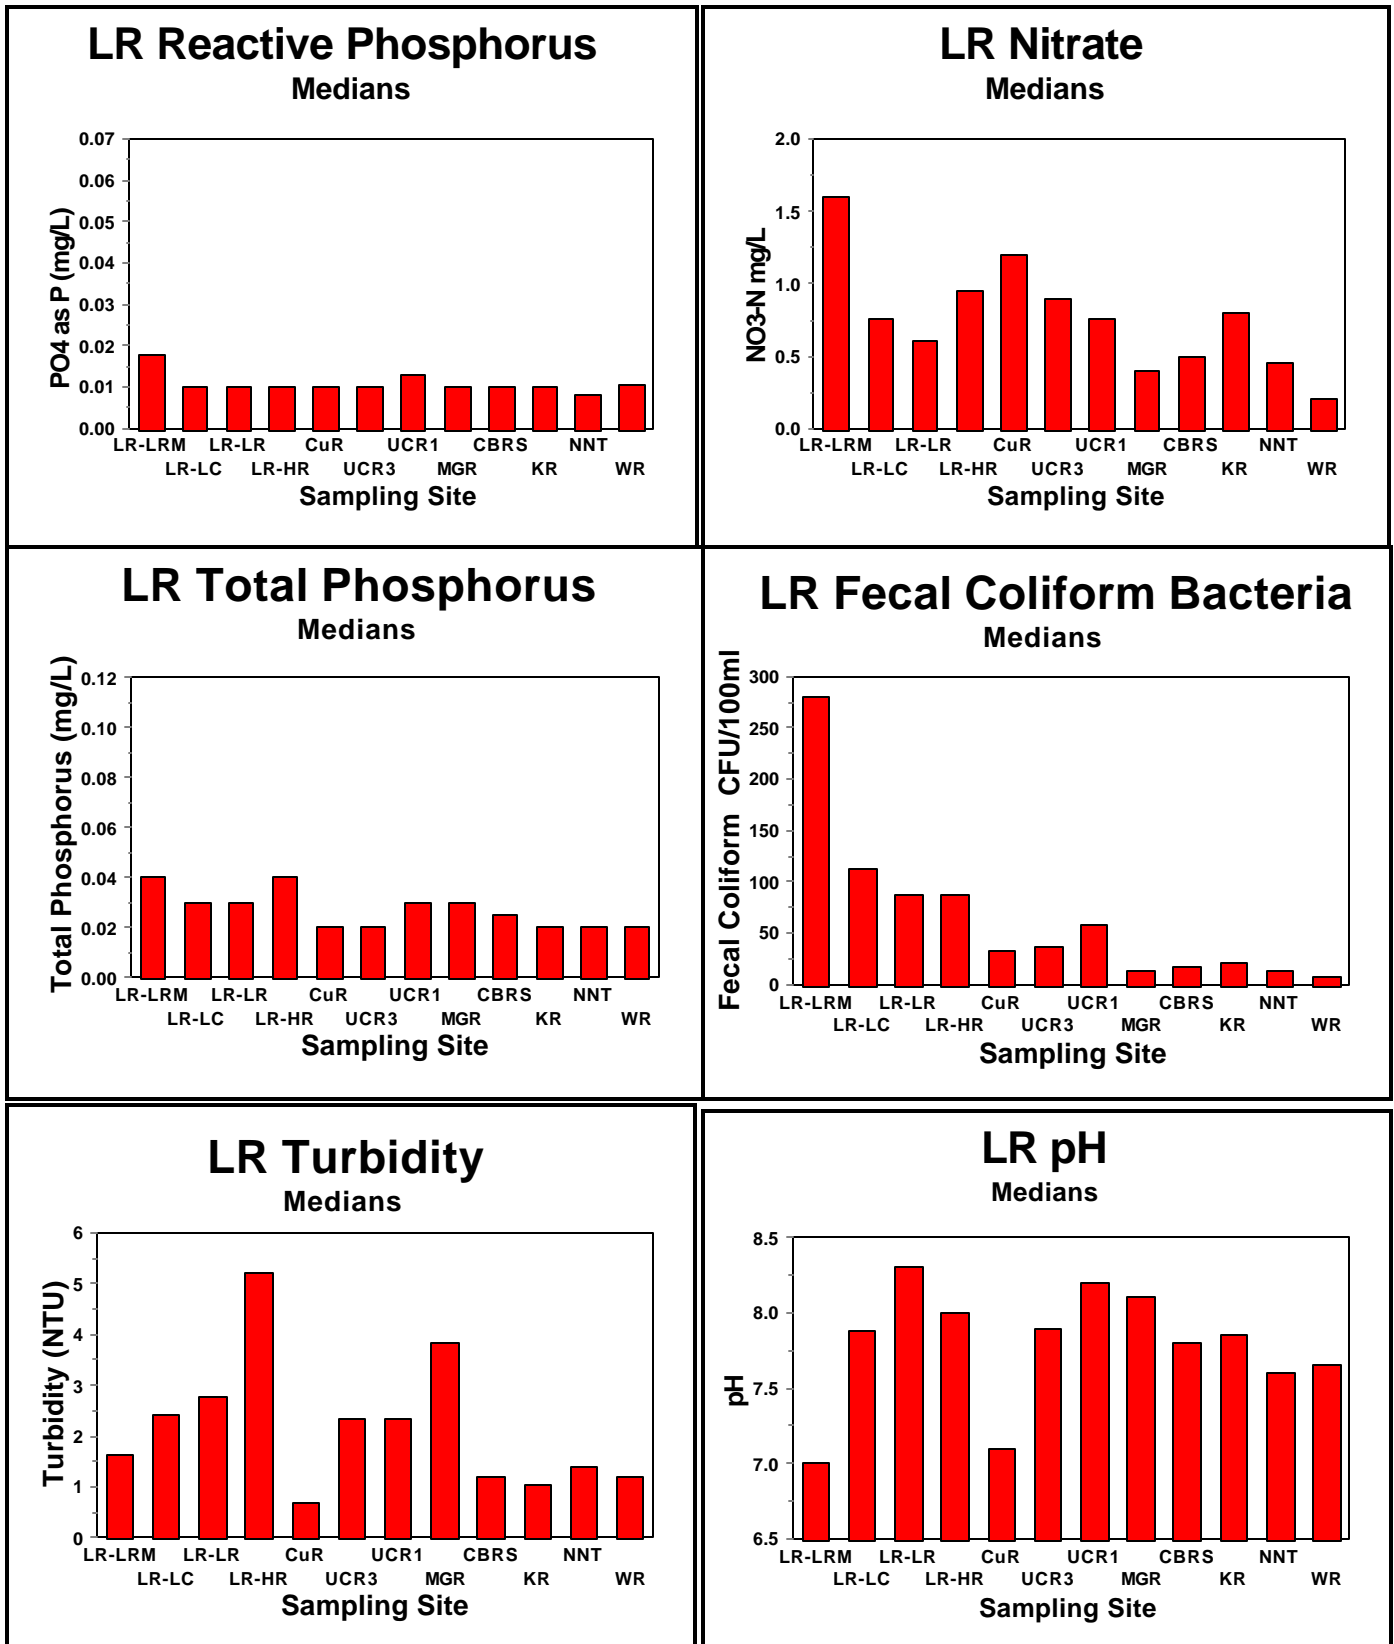 LR Reactive Phosphorus
Medians
PO4 as P (mg/L)
0.07
0.06
0.05
0.04
0.03
0.02
0.01
0.00
LR-LRM LR-LR CuR UCR1 CBRS NNT
LR-LC LR-HR UCR3 MGR KR WR
Sampling Site
LR Nitrate
Medians
NO3-N mg/L
2.0
1.5
1.0
0.5
0.0
LR-LRM LR-LR CuR UCR1 CBRS NNT
LR-LC LR-HR UCR3 MGR KR WR
Sampling Site
LR Total Phosphorus
Medians
Total Phosphorus (mg/L)
0.12
0.10
0.08
0.06
0.04
0.02
0.00
LR-LRM LR-LR CuR UCR1 CBRS NNT
LR-LC LR-HR UCR3 MGR KR WR
Sampling Site
LR Fecal Coliform Bacteria
Medians
Fecal Coliform CFU/100ml
300
250
200
150
100
50
0
LR-LRM LR-LR CuR UCR1 CBRS NNT
LR-LC LR-HR UCR3 MGR KR WR
Sampling Site
LR Turbidity
Medians
Turbidity (NTU)
6
5
4
3
2
1
0
LR-LRM LR-LR CuR UCR1 CBRS NNT
LR-LC LR-HR UCR3 MGR KR WR
Sampling Site
LR pH
Medians
pH
8.5
8.0
7.5
7.0
6.5
LR-LRM LR-LR CuR UCR1 CBRS NNT
LR-LC LR-HR UCR3 MGR KR WR
Sampling Site